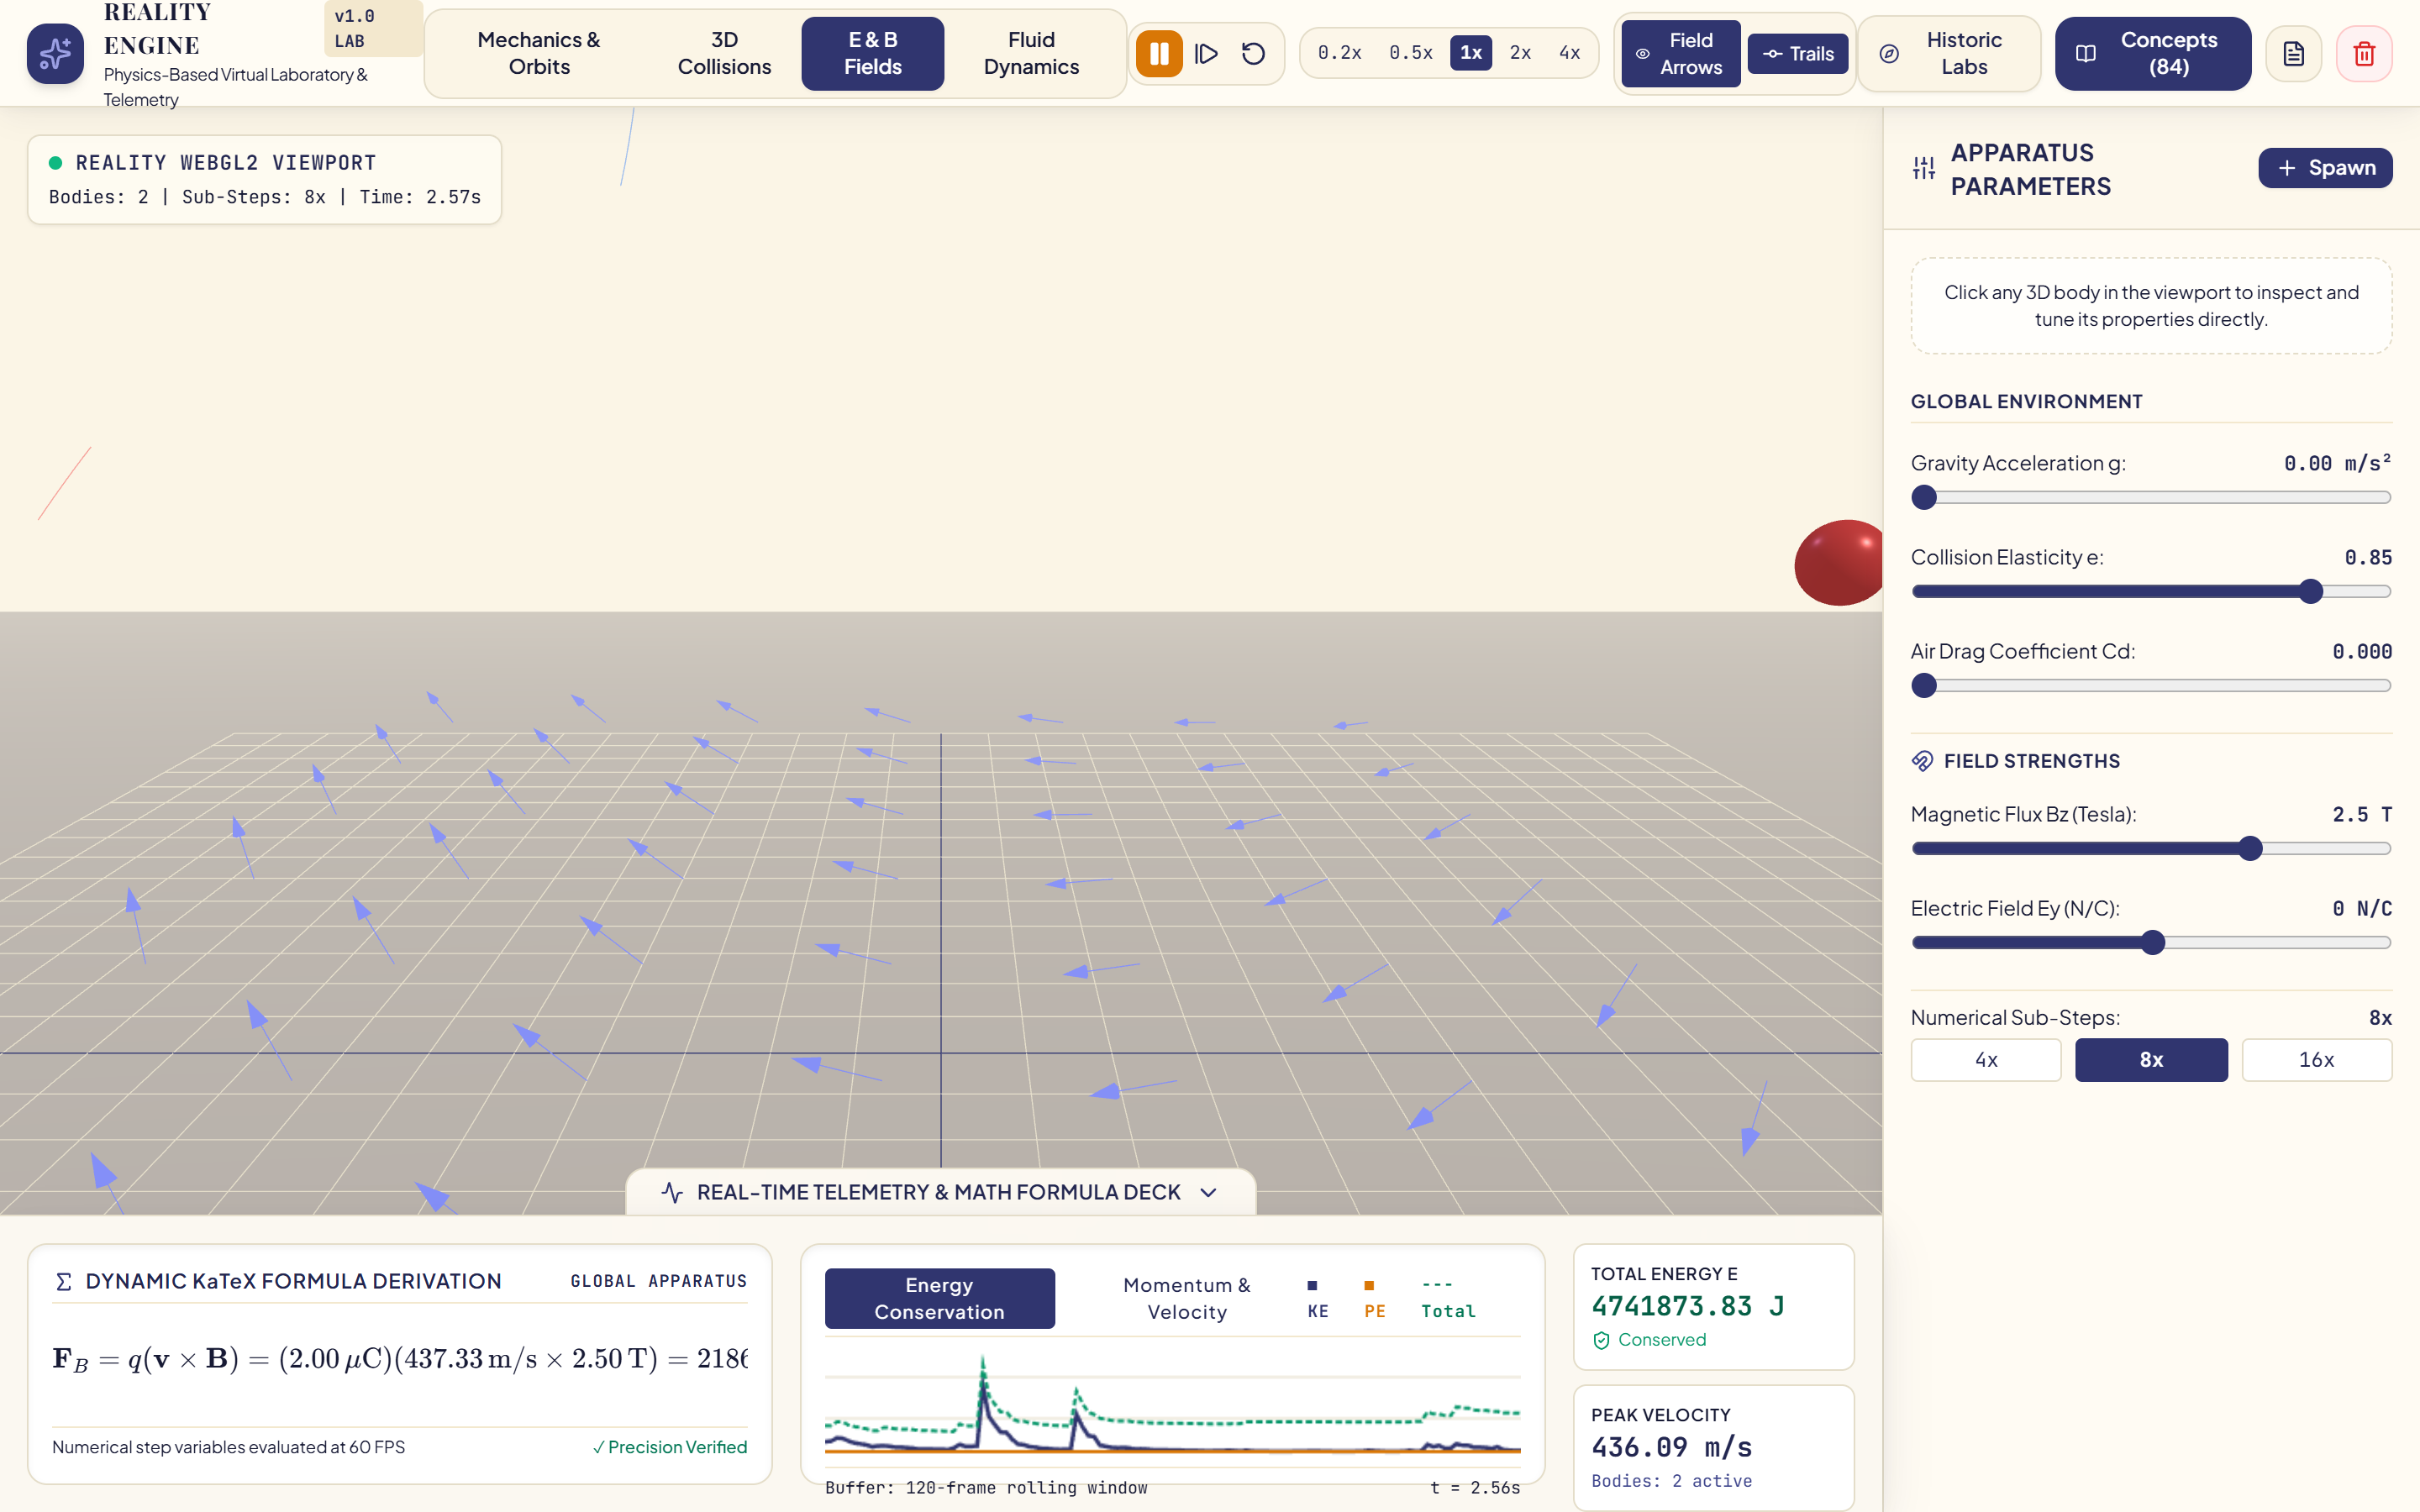 REALITY
ENGINE
v1.0
LAB
Physics-Based Virtual Laboratory &
Telemetry
Mechanics &
Orbits
3D
Collisions
E & B
Fields
Fluid
Dynamics
0.2x 0.5x 1x 2x 4x
Field
Arrows
Trails
Historic
Labs
Concepts
(84)
REALITY WEBGL2 VIEWPORT
Bodies: 2 | Sub-Steps: 8x | Time: 2.57s
APPARATUS
PARAMETERS
Spawn
Click any 3D body in the viewport to inspect and
tune its properties directly.
GLOBAL ENVIRONMENT
Gravity Acceleration g: 0.00 m/s²
Collision Elasticity e: 0.85
Air Drag Coefficient Cd: 0.000
FIELD STRENGTHS
Magnetic Flux Bz (Tesla): 2.5 T
Electric Field Ey (N/C): 0 N/C
Numerical Sub-Steps: 8x
4x 8x 16x
REAL-TIME TELEMETRY & MATH FORMULA DECK
DYNAMIC KaTeX FORMULA DERIVATION GLOBAL APPARATUS
F_B = q(v × B) = (2.00 μC)(437.33 m/s × 2.50 T) = 2186
Numerical step variables evaluated at 60 FPS ✓ Precision Verified
Energy
Conservation
Momentum &
Velocity
■ KE
■ PE
--- Total
Buffer: 120-frame rolling window t = 2.56s
TOTAL ENERGY E
4741873.83 J
Conserved
PEAK VELOCITY
436.09 m/s
Bodies: 2 active